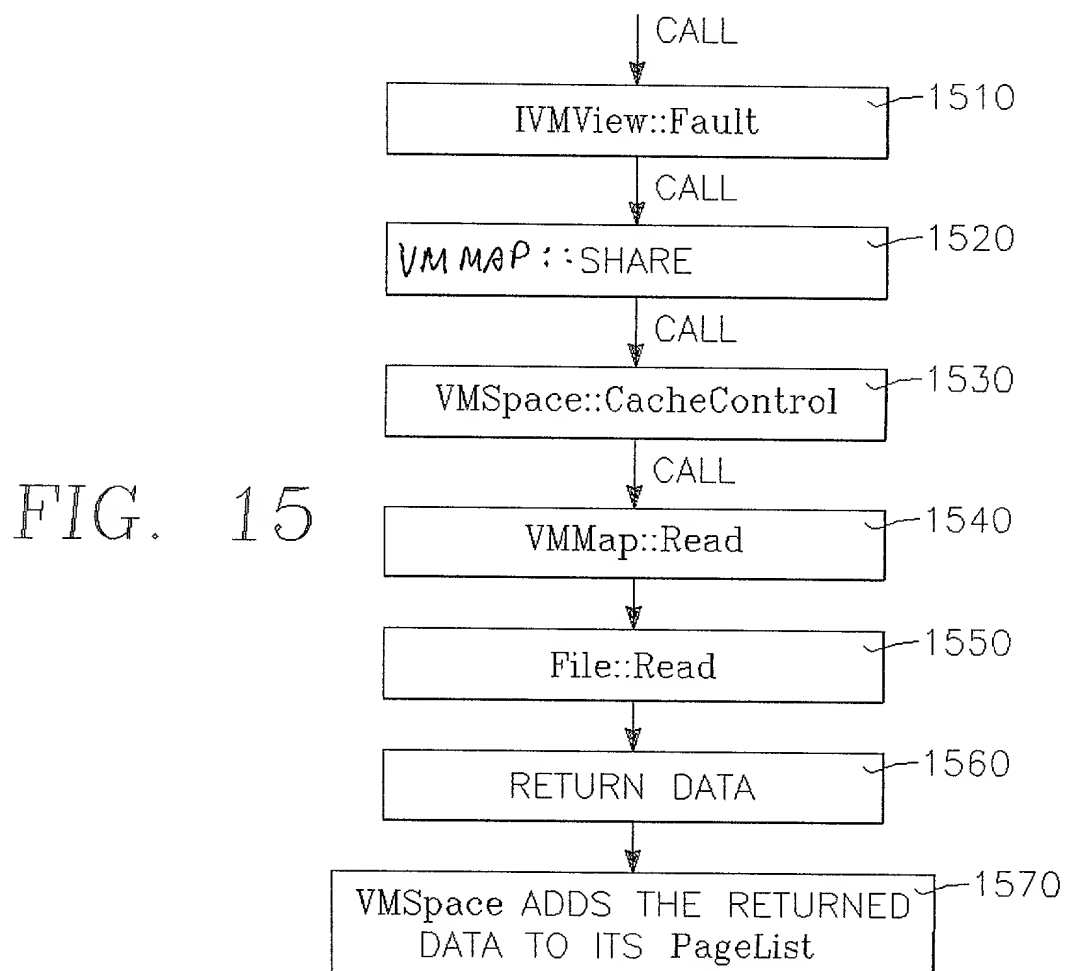 CALL
IVMView::Fault
1510
CALL
VMMAP::SHARE
1520
CALL
VMSpace::CacheControl
1530
CALL
FIG. 15
VMMap::Read
1540
File::Read
1550
RETURN DATA
1560
VMSpace ADDS THE RETURNED
DATA TO ITS PageList
1570